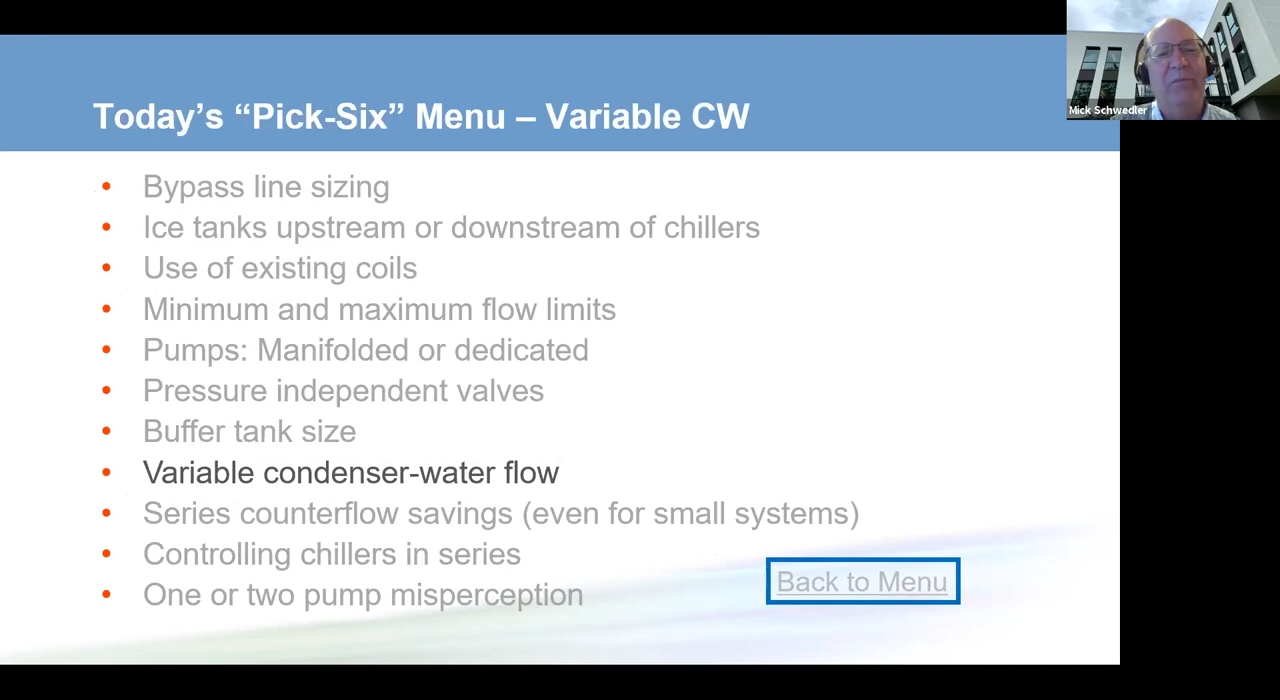 Mick Schwedler
Today's “Pick-Six” Menu – Variable CW
Bypass line sizing
Ice tanks upstream or downstream of chillers
Use of existing coils
Minimum and maximum flow limits
Pumps: Manifolded or dedicated
Pressure independent valves
Buffer tank size
Variable condenser-water flow
Series counterflow savings (even for small systems)
Controlling chillers in series
One or two pump misperception
Back to Menu